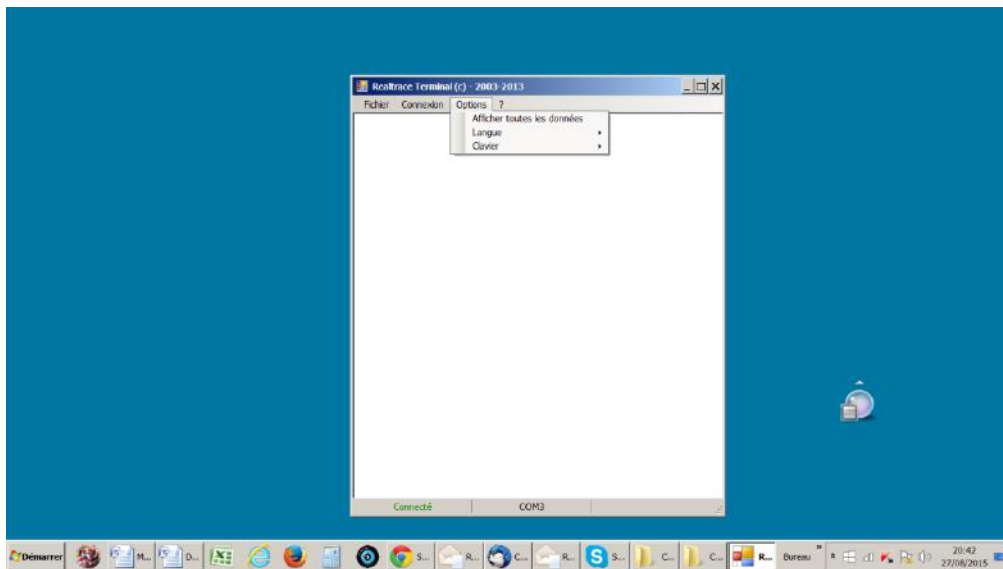 Realtrace Terminal (c) - 2003-2013
Fichier Connexion Options ?
Afficher toutes les données
Langue
Clavier
Connecté COM3
Démarrer M... D... S... R... C... R... S... C... C... R... Bureau » 20:42
27/08/2015